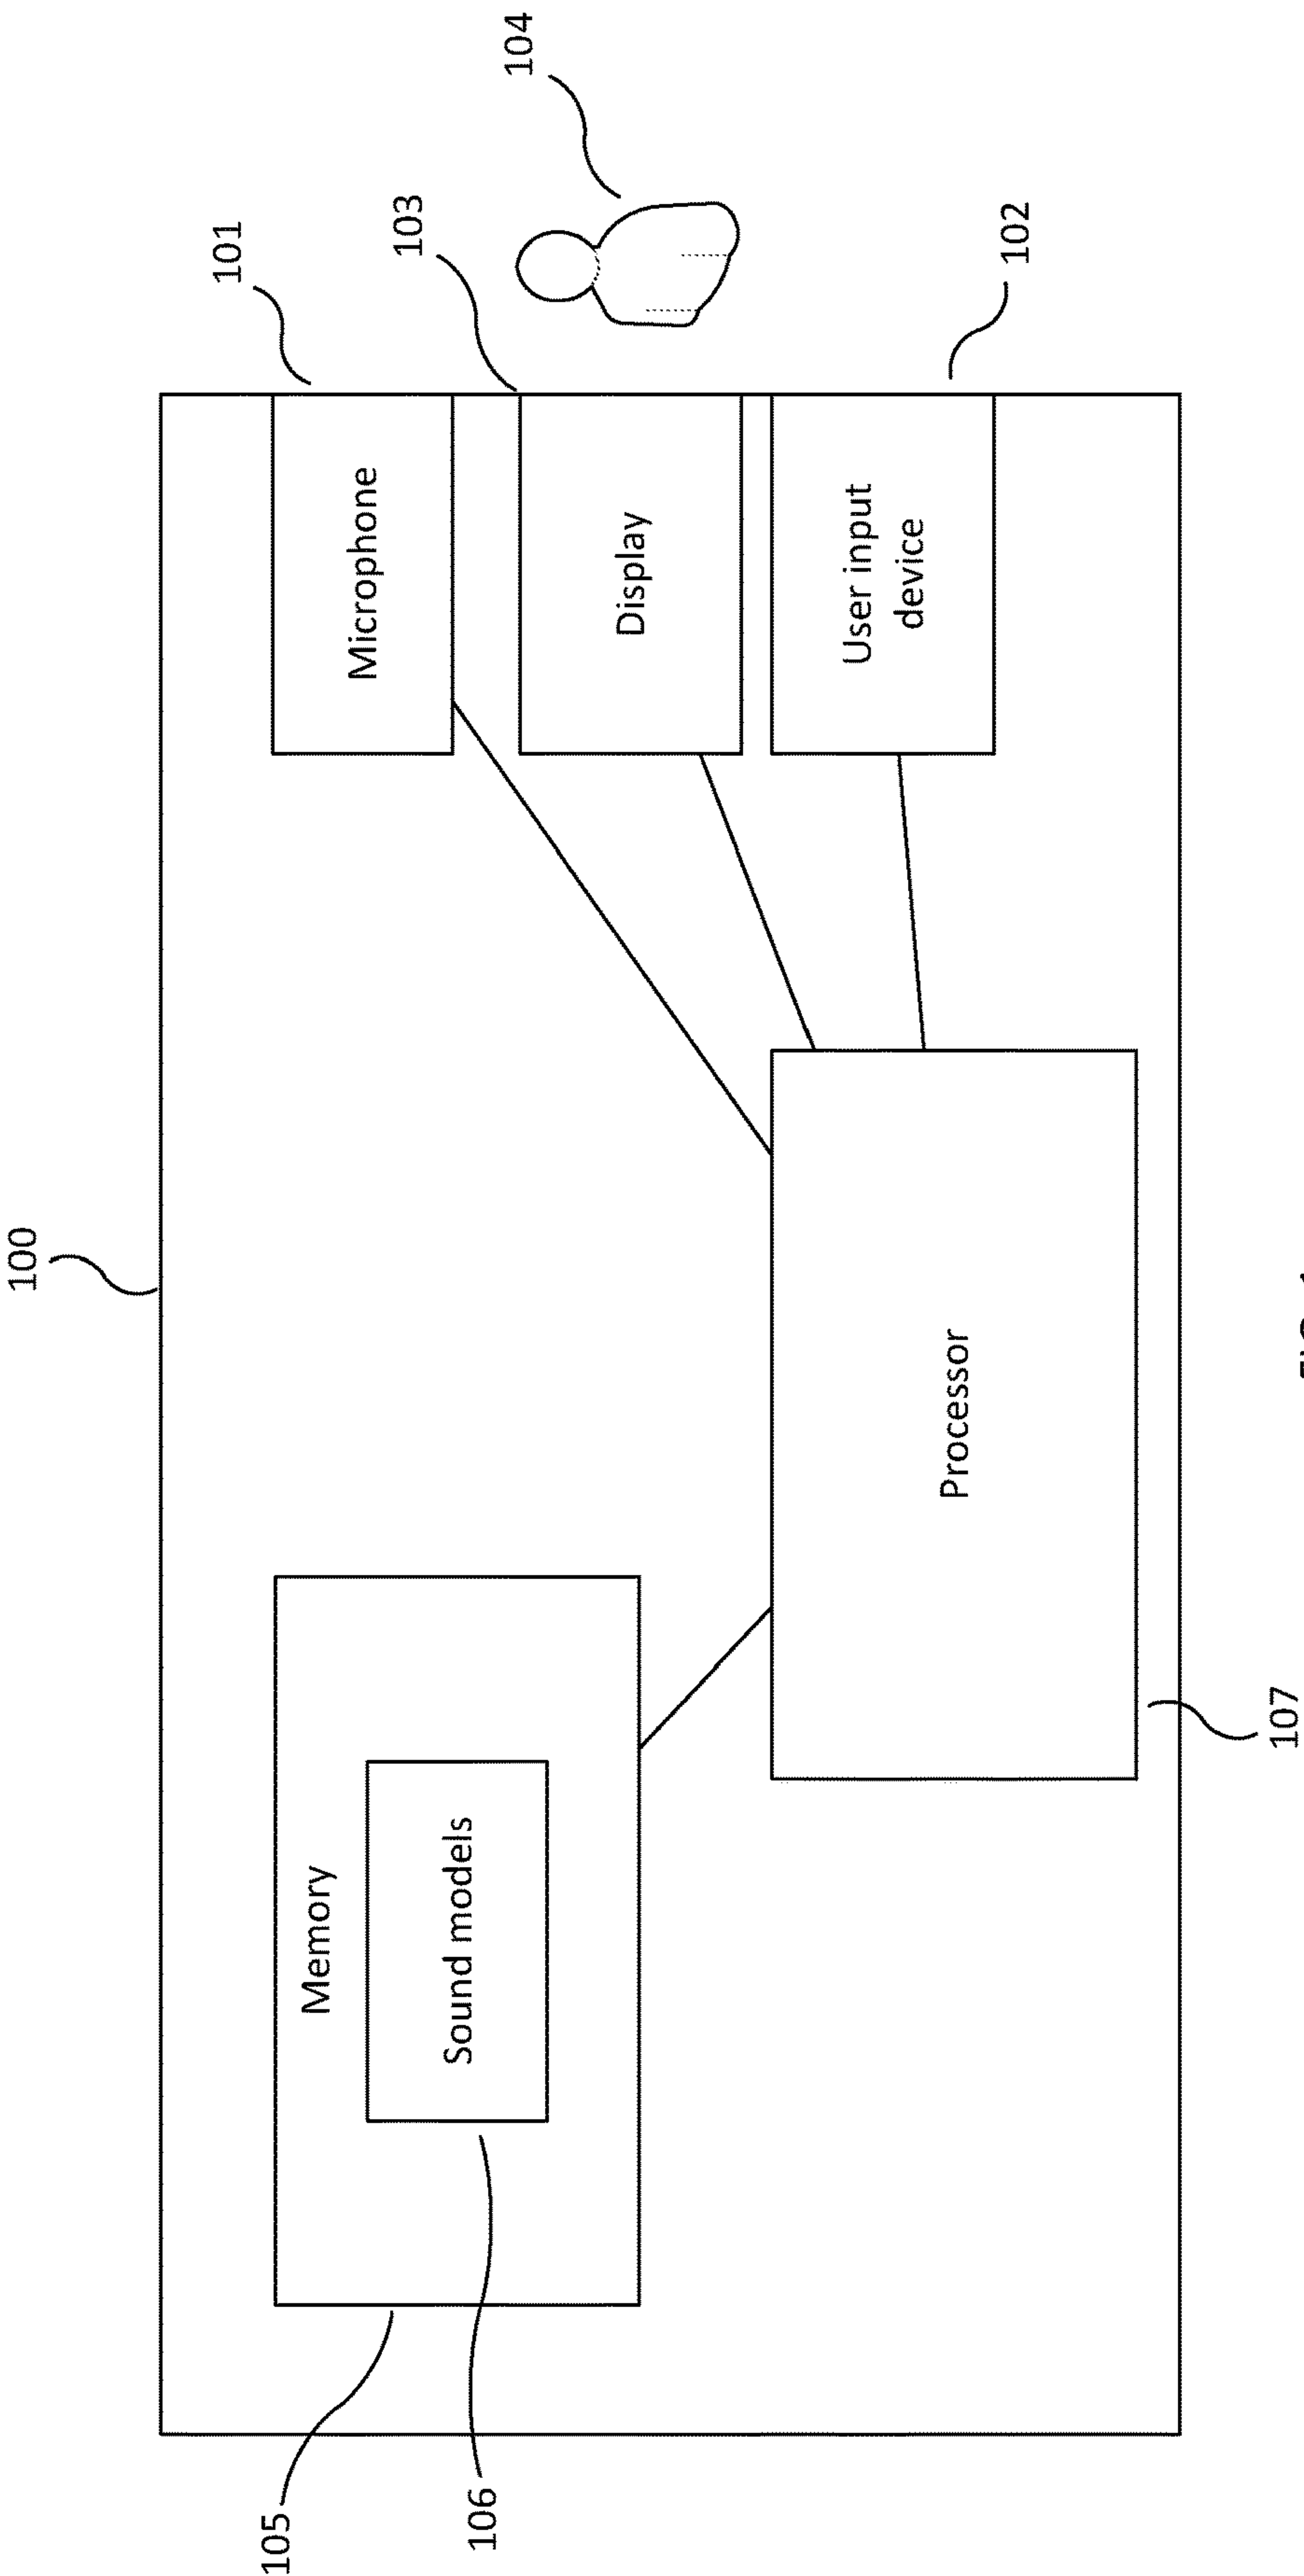 100
101
105
Memory
Microphone
103
Sound models
106
104
Display
User input
device
Processor
102
107